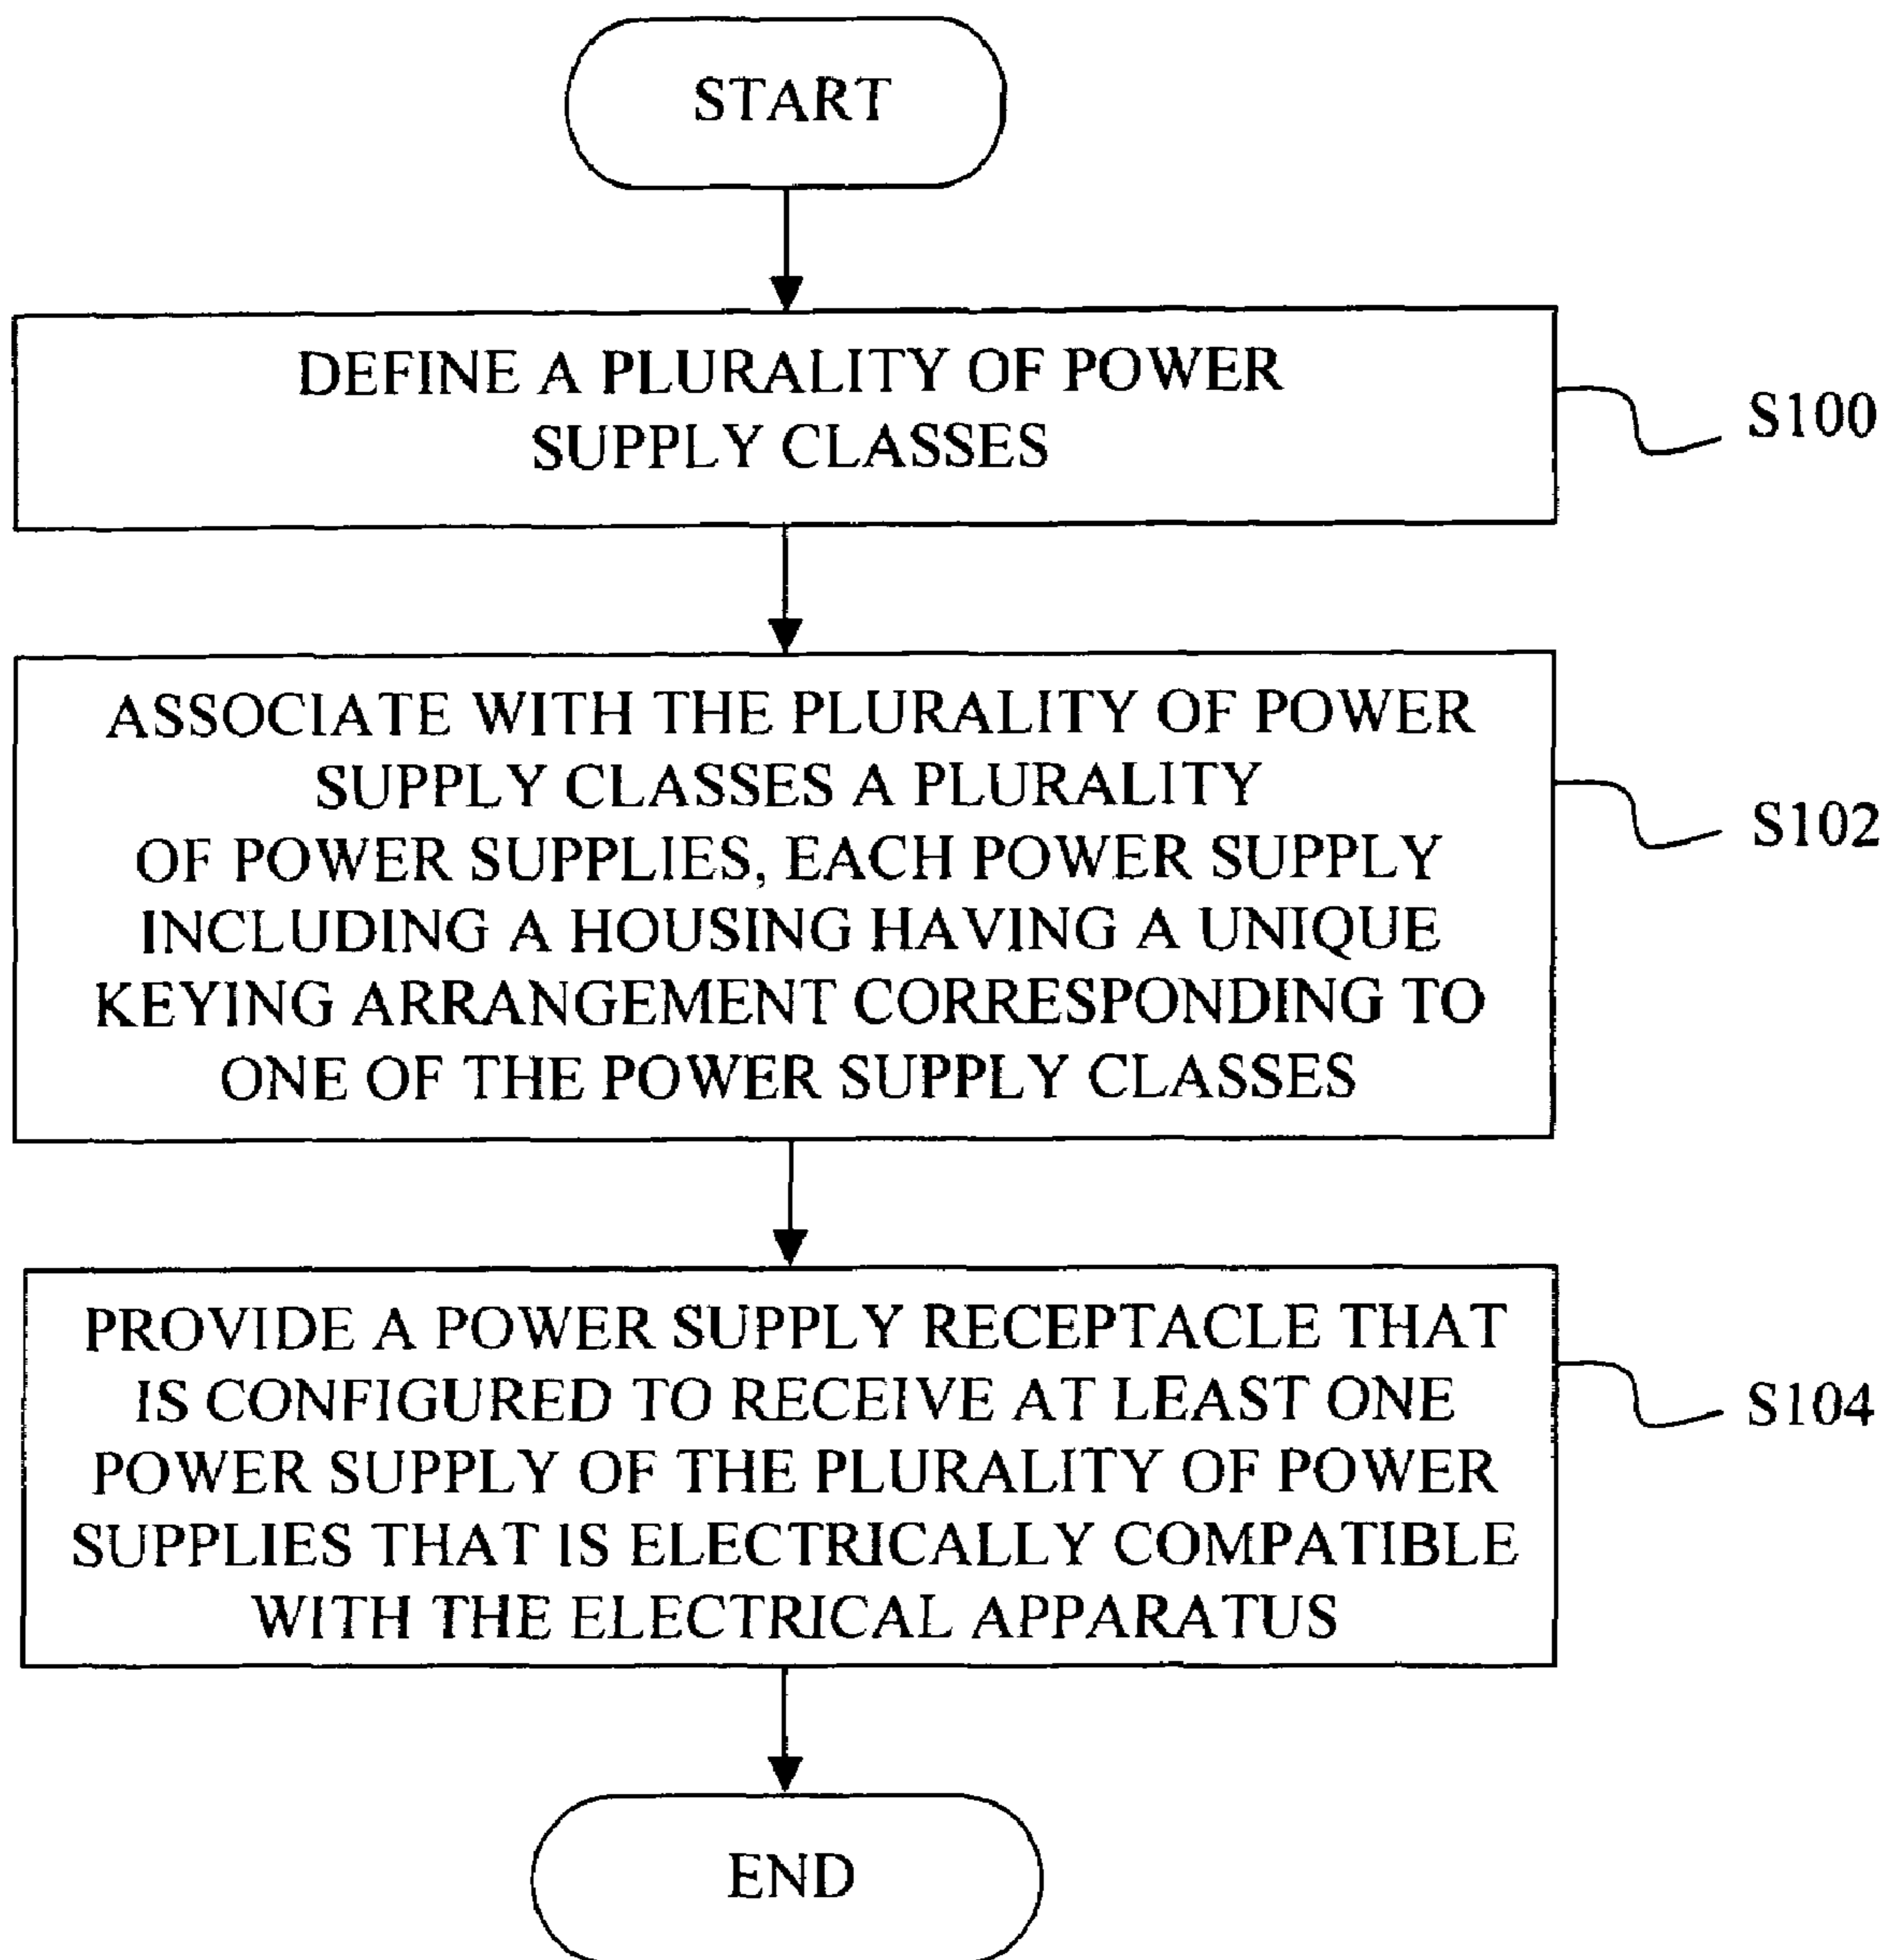 START
DEFINE A PLURALITY OF POWER
SUPPLY CLASSES
S100
ASSOCIATE WITH THE PLURALITY OF POWER
SUPPLY CLASSES A PLURALITY
OF POWER SUPPLIES, EACH POWER SUPPLY
INCLUDING A HOUSING HAVING A UNIQUE
KEYING ARRANGEMENT CORRESPONDING TO
ONE OF THE POWER SUPPLY CLASSES
S102
PROVIDE A POWER SUPPLY RECEPTACLE THAT
IS CONFIGURED TO RECEIVE AT LEAST ONE
POWER SUPPLY OF THE PLURALITY OF POWER
SUPPLIES THAT IS ELECTRICALLY COMPATIBLE
WITH THE ELECTRICAL APPARATUS
S104
END